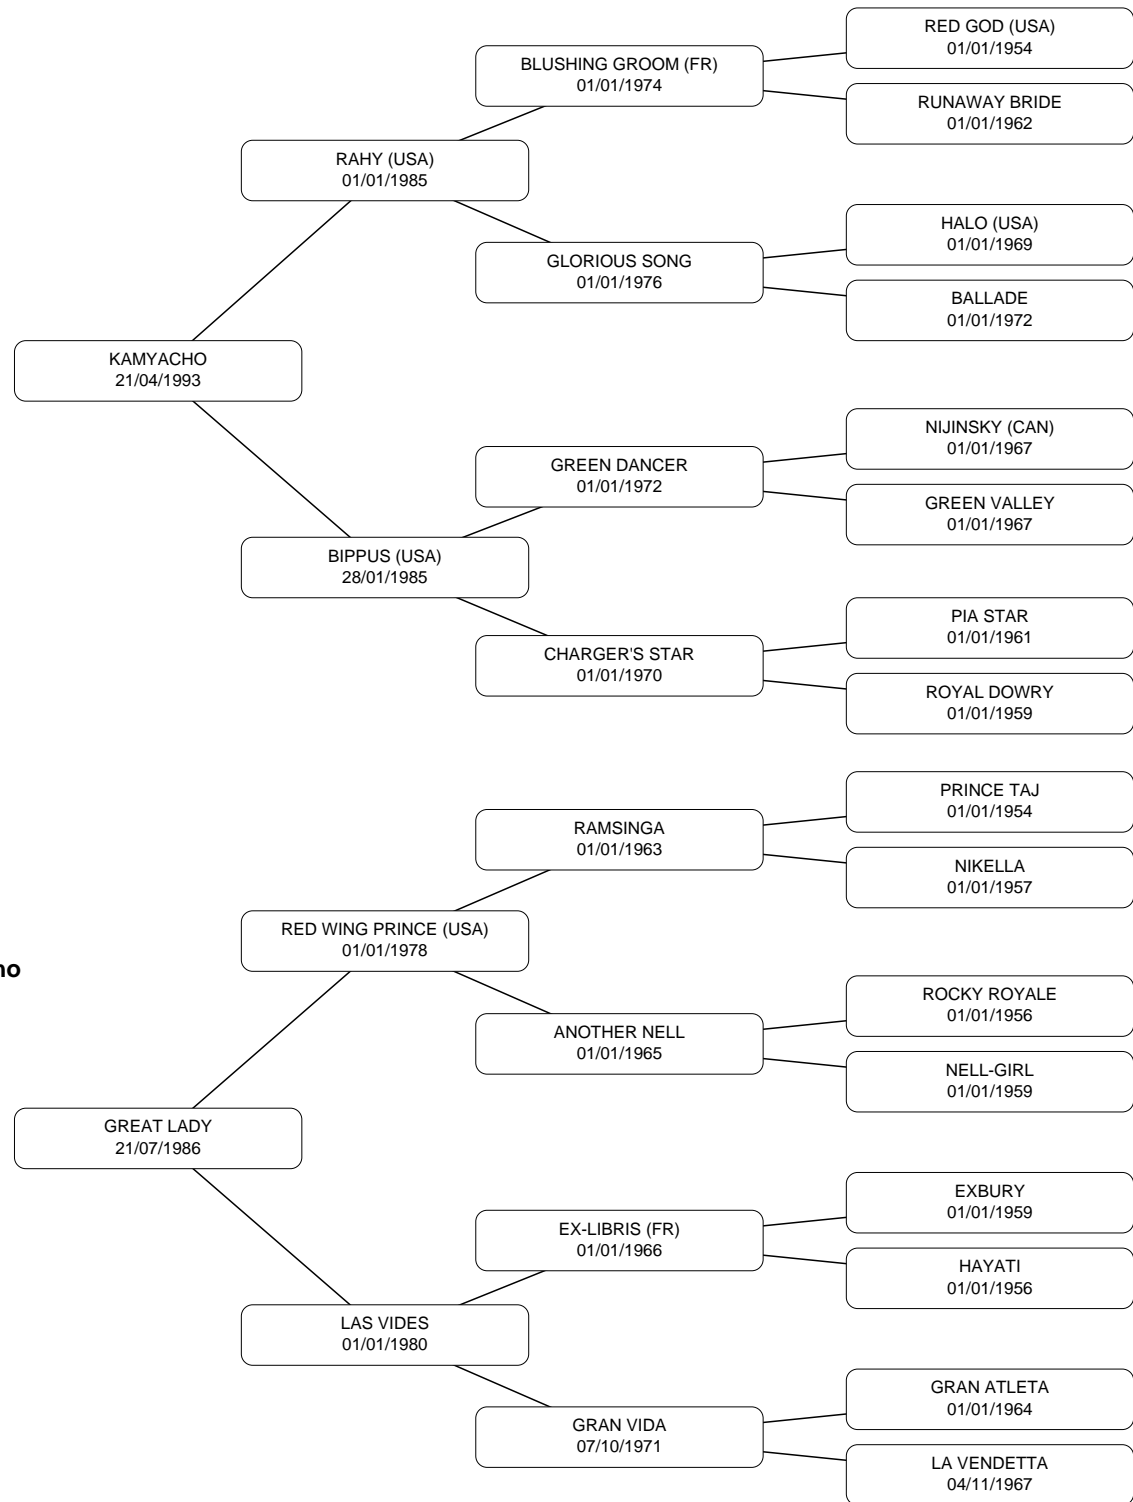 RED GOD (USA)
01/01/1954
BLUSHING GROOM (FR)
01/01/1974
RUNAWAY BRIDE
01/01/1962
RAHY (USA)
01/01/1985
HALO (USA)
01/01/1969
GLORIOUS SONG
01/01/1976
BALLADE
01/01/1972
KAMYACHO
21/04/1993
NIJINSKY (CAN)
01/01/1967
GREEN DANCER
01/01/1972
GREEN VALLEY
01/01/1967
BIPPUS (USA)
28/01/1985
PIA STAR
01/01/1961
CHARGER'S STAR
01/01/1970
ROYAL DOWRY
01/01/1959
PRINCE TAJ
01/01/1954
RAMSINGA
01/01/1963
NIKELLA
01/01/1957
RED WING PRINCE (USA)
01/01/1978
no
ROCKY ROYALE
01/01/1956
ANOTHER NELL
01/01/1965
NELL-GIRL
01/01/1959
GREAT LADY
21/07/1986
EXBURY
01/01/1959
EX-LIBRIS (FR)
01/01/1966
HAYATI
01/01/1956
LAS VIDES
01/01/1980
GRAN ATLETA
01/01/1964
GRAN VIDA
07/10/1971
LA VENDETTA
04/11/1967